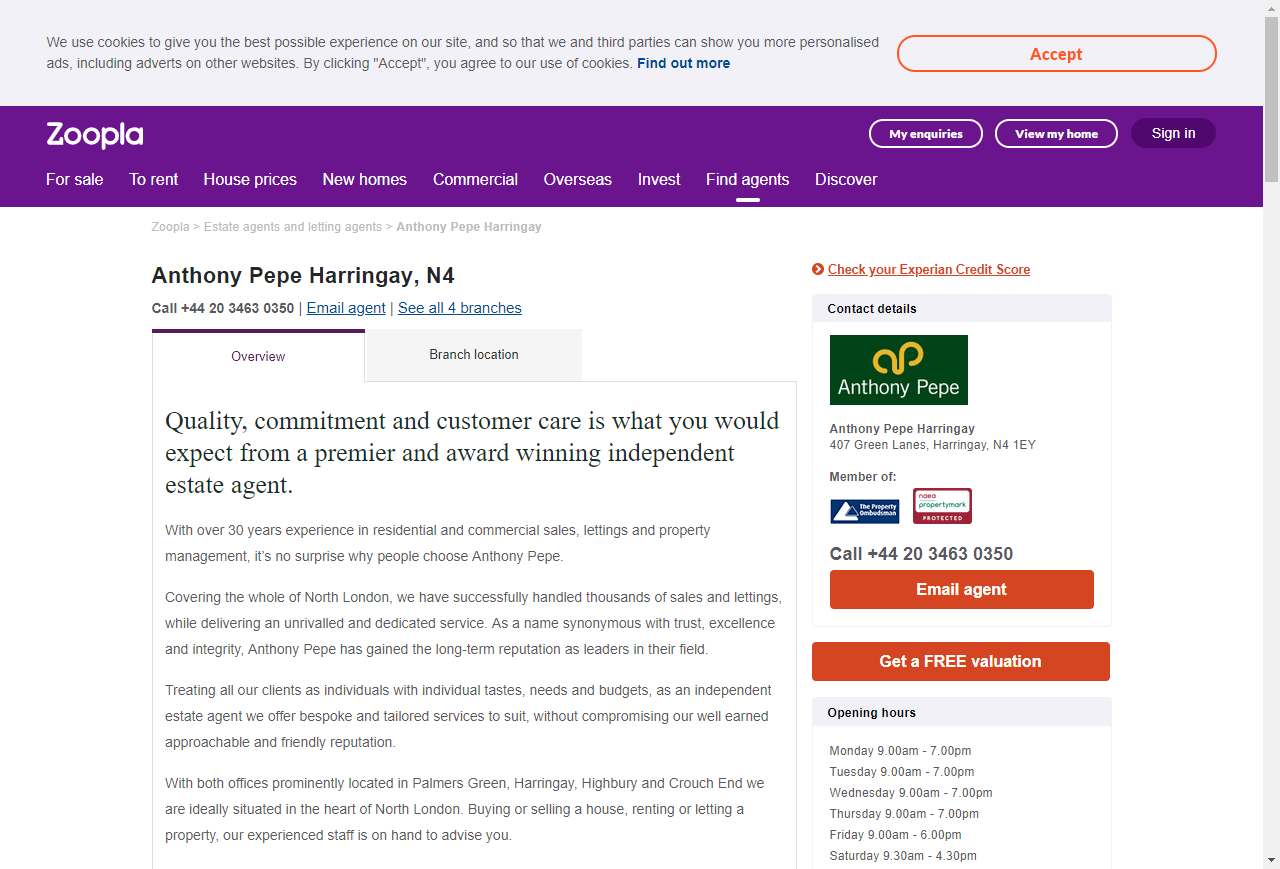 We use cookies to give you the best possible experience on our site, and so that we and third parties can show you more personalised
ads, including adverts on other websites. By clicking "Accept", you agree to our use of cookies. Find out more
Accept
Zoopla
My enquiries
View my home
Sign in
For sale
To rent
House prices
New homes
Commercial
Overseas
Invest
Find agents
Discover
Zoopla > Estate agents and letting agents > Anthony Pepe Harringay
Anthony Pepe Harringay, N4
Call +44 20 3463 0350 | Email agent | See all 4 branches
Overview
Branch location
Quality, commitment and customer care is what you would
expect from a premier and award winning independent
estate agent.
With over 30 years experience in residential and commercial sales, lettings and property
management, it's no surprise why people choose Anthony Pepe.
Covering the whole of North London, we have successfully handled thousands of sales and lettings,
while delivering an unrivalled and dedicated service. As a name synonymous with trust, excellence
and integrity, Anthony Pepe has gained the long-term reputation as leaders in their field.
Treating all our clients as individuals with individual tastes, needs and budgets, as an independent
estate agent we offer bespoke and tailored services to suit, without compromising our well earned
approachable and friendly reputation.
With both offices prominently located in Palmers Green, Harringay, Highbury and Crouch End we
are ideally situated in the heart of North London. Buying or selling a house, renting or letting a
property, our experienced staff is on hand to advise you.
Check your Experian Credit Score
Contact details
Anthony Pepe
Anthony Pepe Harringay
407 Green Lanes, Harringay, N4 1EY
Member of:
The Property
Ombudsman
naea
propertymark
PROTECTED
Call +44 20 3463 0350
Email agent
Get a FREE valuation
Opening hours
Monday 9.00am - 7.00pm
Tuesday 9.00am - 7.00pm
Wednesday 9.00am - 7.00pm
Thursday 9.00am - 7.00pm
Friday 9.00am - 6.00pm
Saturday 9.30am - 4.30pm